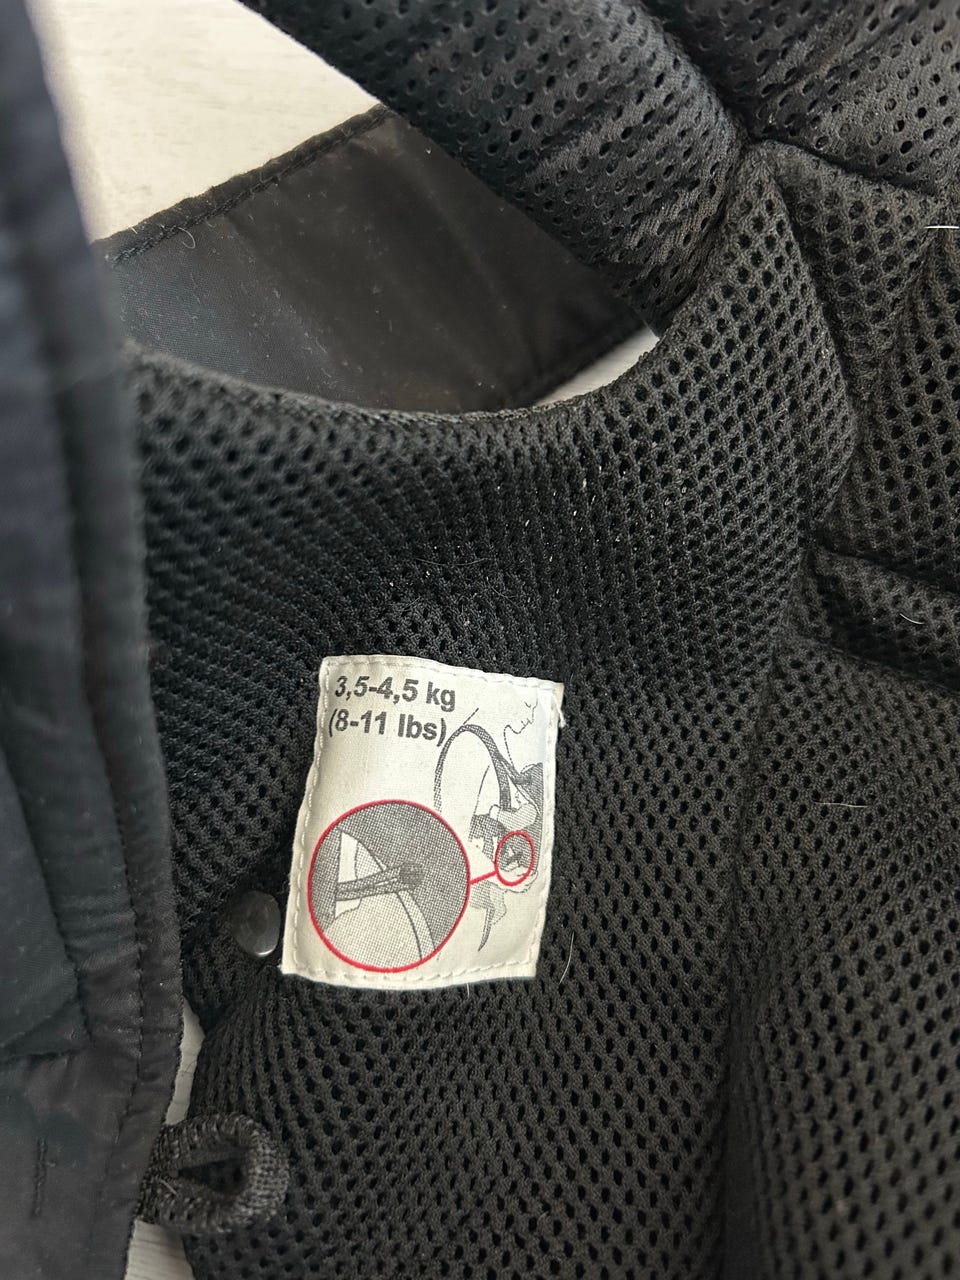 3,5-4,5 kg
(8-11 lbs)